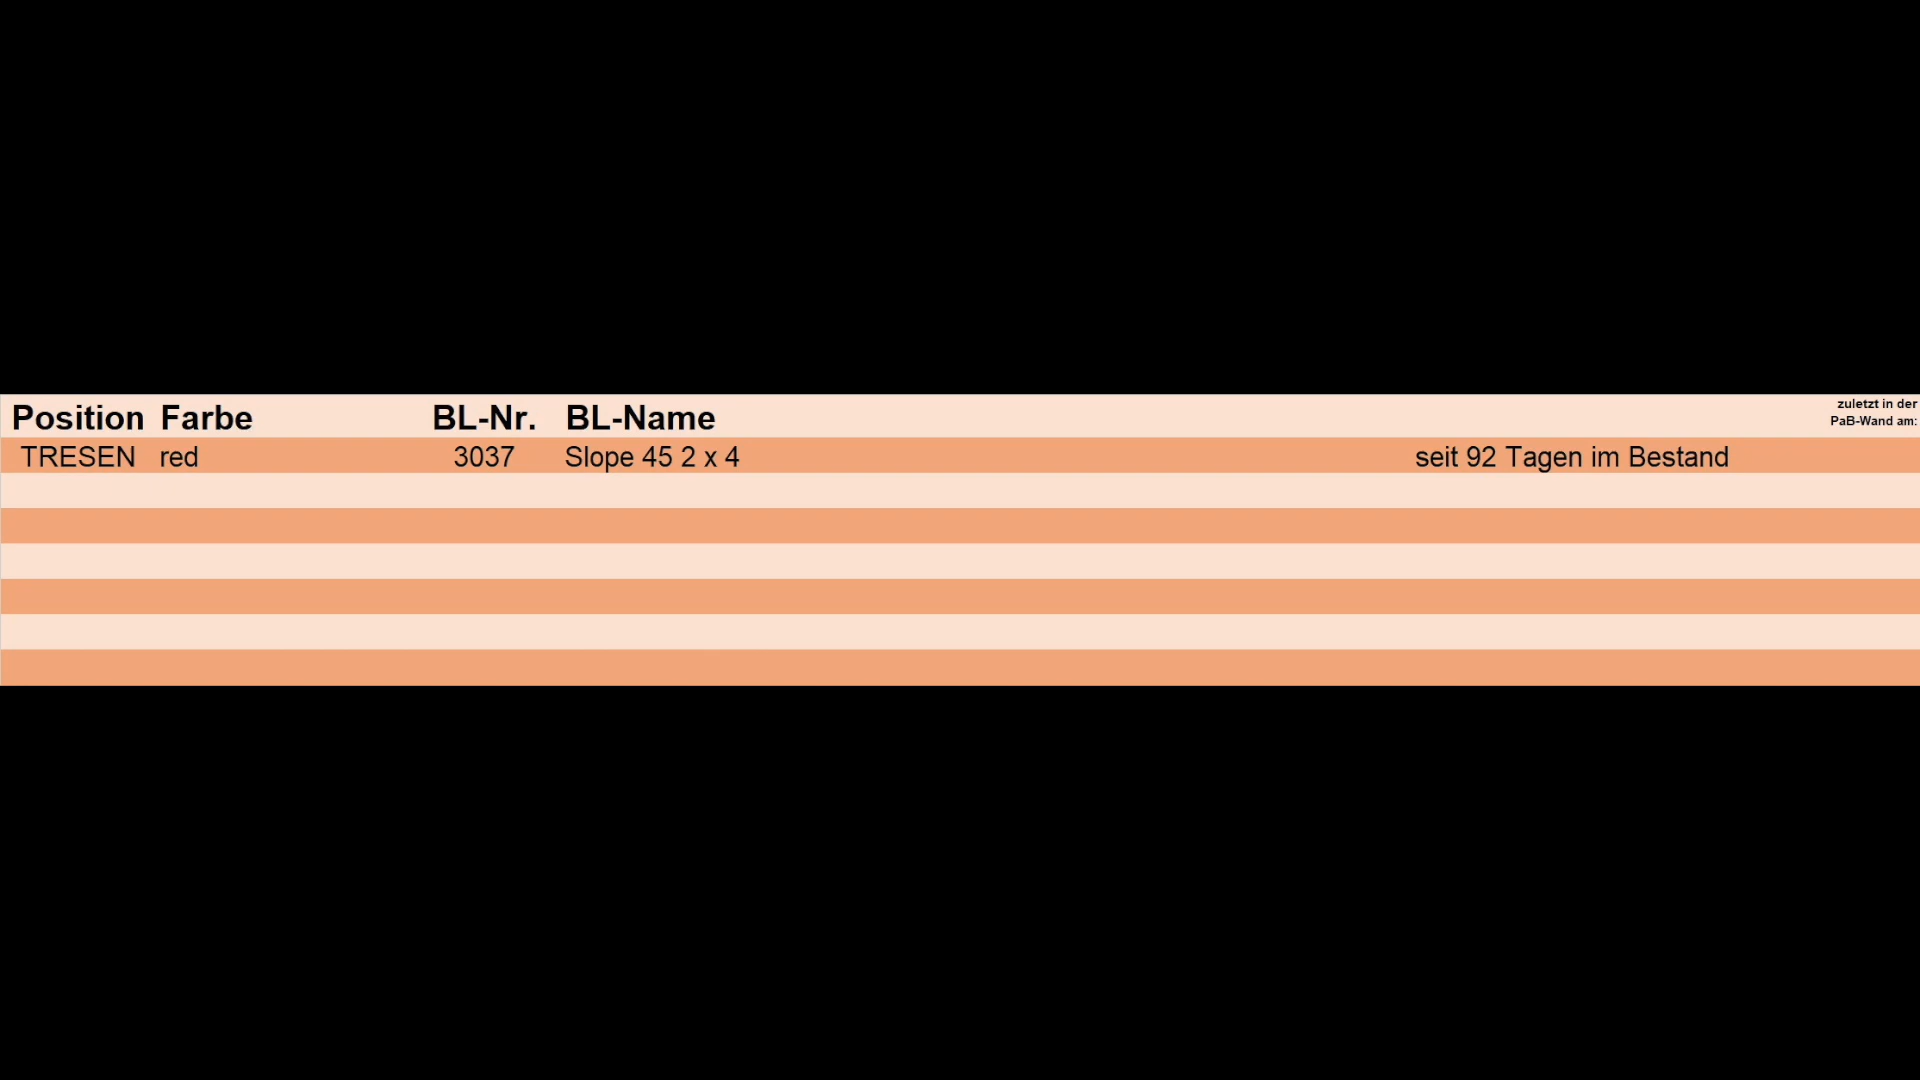 Position Farbe BL-Nr. BL-Name zuletzt in der
PaB-Wand am:
TRESEN red 3037 Slope 45 2 x 4 seit 92 Tagen im Bestand